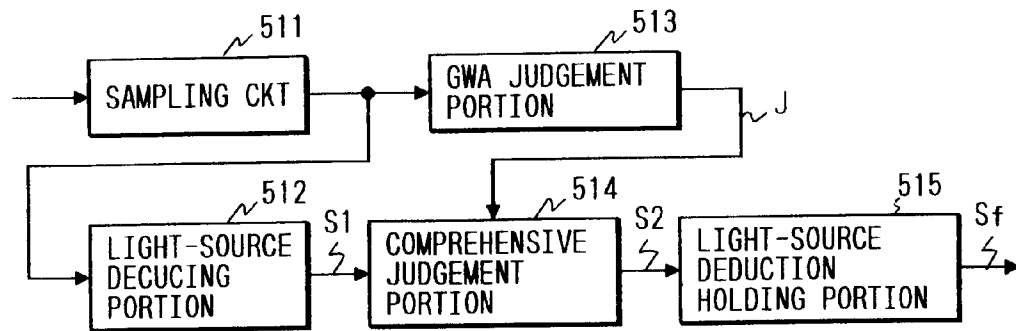 511
SAMPLING CKT
513
GWA JUDGEMENT
PORTION
J
512
LIGHT-SOURCE
DECUCING
PORTION
S1
514
COMPREHENSIVE
JUDGEMENT
PORTION
S2
515
LIGHT-SOURCE
DEDUCTION
HOLDING PORTION
Sf